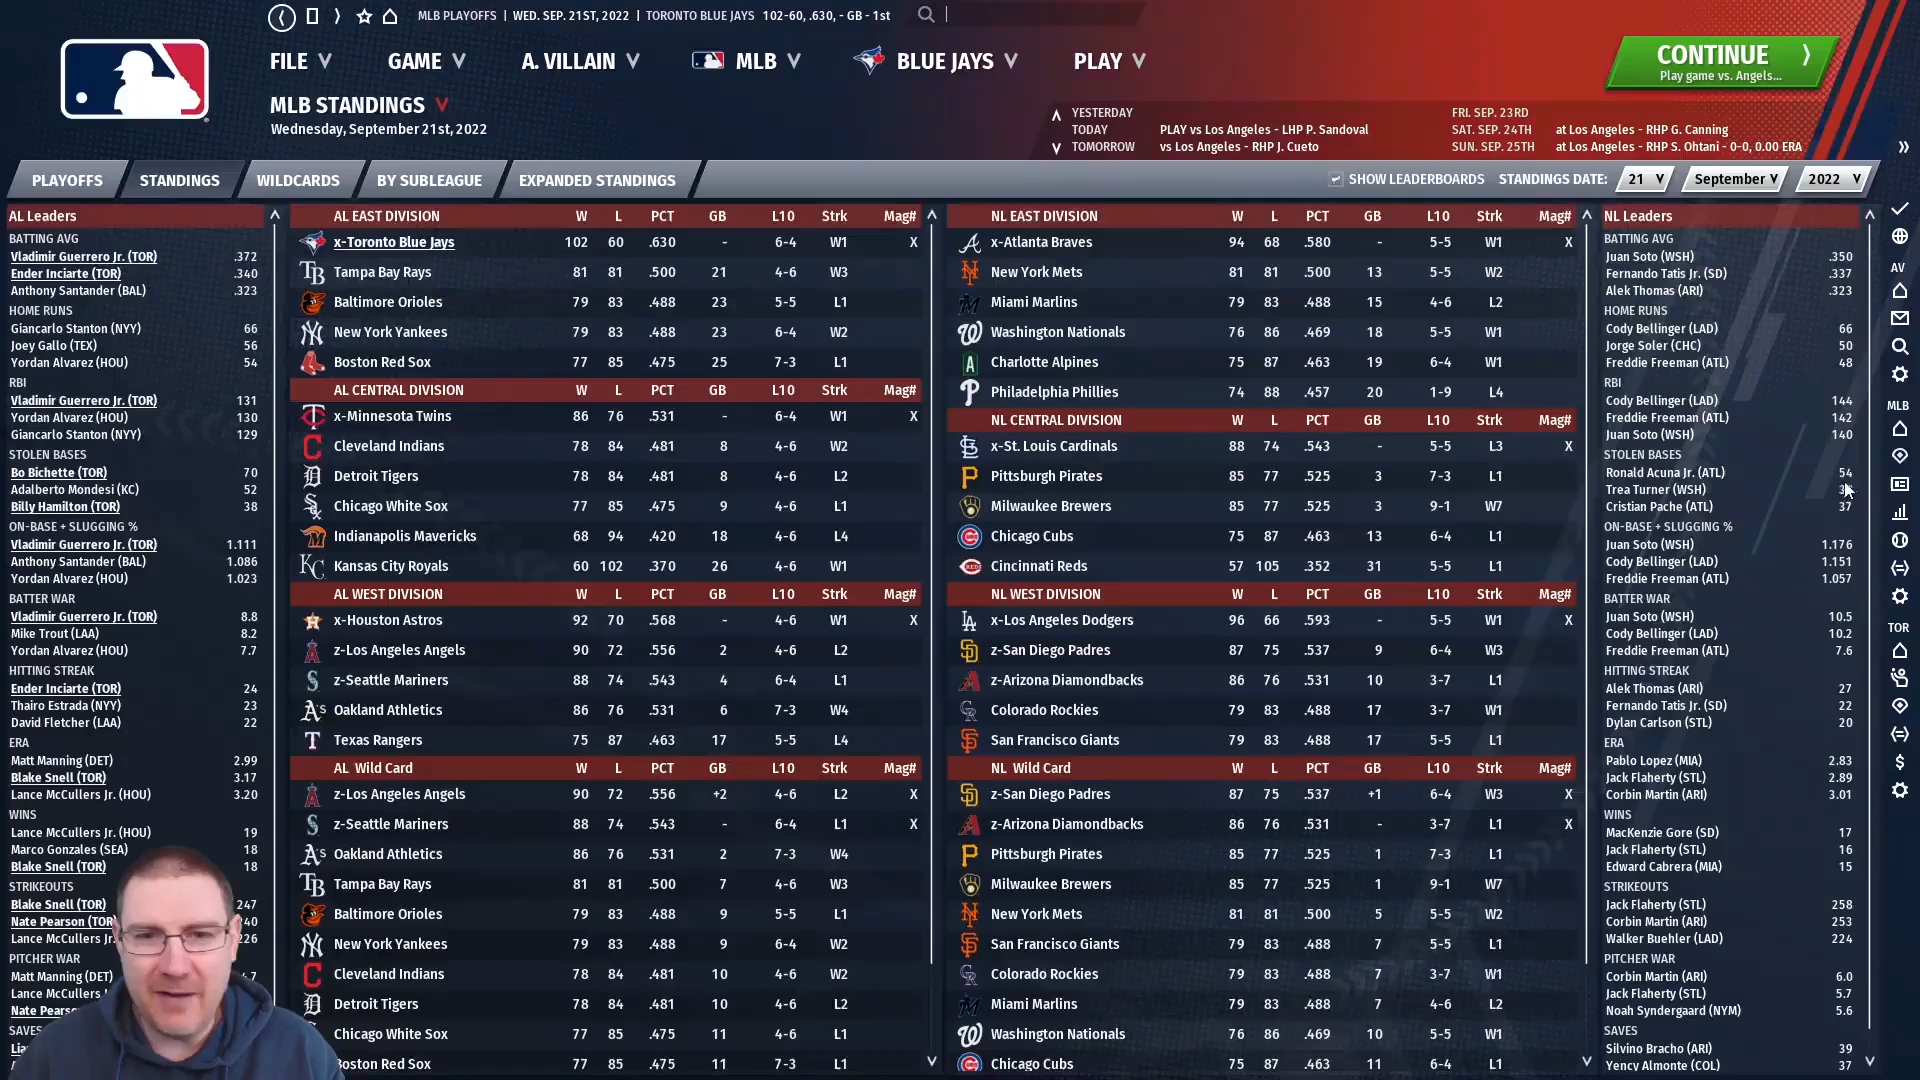 MLB PLAYOFFS | WED. SEP. 21ST, 2022 | TORONTO BLUE JAYS 102-60, .630, - GB - 1st
FILE GAME A. VILLAIN MLB BLUE JAYS PLAY
CONTINUE
Play game vs. Angels...
MLB STANDINGS
Wednesday, September 21st, 2022
YESTERDAY FRI. SEP. 23RD
TODAY PLAY vs Los Angeles - LHP P. Sandoval SAT. SEP. 24TH at Los Angeles - RHP G. Canning
TOMORROW vs Los Angeles - RHP J. Cueto SUN. SEP. 25TH at Los Angeles - RHP S. Ohtani - 0-0, 0.00 ERA
PLAYOFFS STANDINGS WILDCARDS BY SUBLEAGUE EXPANDED STANDINGS SHOW LEADERBOARDS STANDINGS DATE: 21 September 2022
AL Leaders
BATTING AVG
Vladimir Guerrero Jr. (TOR) .372
Ender Inciarte (TOR) .340
Anthony Santander (BAL) .323
HOME RUNS
Giancarlo Stanton (NYY) 66
Joey Gallo (TEX) 56
Yordan Alvarez (HOU) 54
RBI
Vladimir Guerrero Jr. (TOR) 131
Yordan Alvarez (HOU) 130
Giancarlo Stanton (NYY) 129
STOLEN BASES
Bo Bichette (TOR) 70
Adalberto Mondesi (KC) 52
Billy Hamilton (TOR) 38
ON-BASE + SLUGGING %
Vladimir Guerrero Jr. (TOR) 1.111
Anthony Santander (BAL) 1.086
Yordan Alvarez (HOU) 1.023
BATTER WAR
Vladimir Guerrero Jr. (TOR) 8.8
Mike Trout (LAA) 8.2
Yordan Alvarez (HOU) 7.7
HITTING STREAK
Ender Inciarte (TOR) 24
Thairo Estrada (NYY) 23
David Fletcher (LAA) 22
ERA
Matt Manning (DET) 2.99
Blake Snell (TOR) 3.17
Lance McCullers Jr. (HOU) 3.20
WINS
Lance McCullers Jr. (HOU) 19
Marco Gonzales (SEA) 18
Blake Snell (TOR) 18
STRIKEOUTS
Blake Snell (TOR) 247
Nate Pearson (TOR)
Lance McCullers Jr. 226
PITCHER WAR
Matt Manning (DET)
Lance McCullers
Nate Pearson
SAVES
AL EAST DIVISION W L PCT GB L10 Strk Mag#
x-Toronto Blue Jays 102 60 .630 - 6-4 W1 X
Tampa Bay Rays 81 81 .500 21 4-6 W3
Baltimore Orioles 79 83 .488 23 5-5 L1
New York Yankees 79 83 .488 23 6-4 W2
Boston Red Sox 77 85 .475 25 7-3 L1
AL CENTRAL DIVISION W L PCT GB L10 Strk Mag#
x-Minnesota Twins 86 76 .531 - 6-4 W1 X
Cleveland Indians 78 84 .481 8 4-6 W2
Detroit Tigers 78 84 .481 8 4-6 L2
Chicago White Sox 77 85 .475 9 4-6 L1
Indianapolis Mavericks 68 94 .420 18 4-6 L4
Kansas City Royals 60 102 .370 26 4-6 W1
AL WEST DIVISION W L PCT GB L10 Strk Mag#
x-Houston Astros 92 70 .568 - 4-6 W1 X
z-Los Angeles Angels 90 72 .556 2 4-6 L2
z-Seattle Mariners 88 74 .543 4 6-4 L1
Oakland Athletics 86 76 .531 6 7-3 W4
Texas Rangers 75 87 .463 17 5-5 L4
AL Wild Card W L PCT GB L10 Strk Mag#
z-Los Angeles Angels 90 72 .556 +2 4-6 L2 X
z-Seattle Mariners 88 74 .543 - 6-4 L1 X
Oakland Athletics 86 76 .531 2 7-3 W4
Tampa Bay Rays 81 81 .500 7 4-6 W3
Baltimore Orioles 79 83 .488 9 5-5 L1
New York Yankees 79 83 .488 9 6-4 W2
Cleveland Indians 78 84 .481 10 4-6 W2
Detroit Tigers 78 84 .481 10 4-6 L2
Chicago White Sox 77 85 .475 11 4-6 L1
Boston Red Sox 77 85 .475 11 7-3 L1
NL EAST DIVISION W L PCT GB L10 Strk Mag#
x-Atlanta Braves 94 68 .580 - 5-5 W1 X
New York Mets 81 81 .500 13 5-5 W2
Miami Marlins 79 83 .488 15 4-6 L2
Washington Nationals 76 86 .469 18 5-5 W1
Charlotte Alpines 75 87 .463 19 6-4 W1
Philadelphia Phillies 74 88 .457 20 1-9 L4
NL CENTRAL DIVISION W L PCT GB L10 Strk Mag#
x-St. Louis Cardinals 88 74 .543 - 5-5 L3 X
Pittsburgh Pirates 85 77 .525 3 7-3 L1
Milwaukee Brewers 85 77 .525 3 9-1 W7
Chicago Cubs 75 87 .463 13 6-4 L1
Cincinnati Reds 57 105 .352 31 5-5 L1
NL WEST DIVISION W L PCT GB L10 Strk Mag#
x-Los Angeles Dodgers 96 66 .593 - 5-5 W1 X
z-San Diego Padres 87 75 .537 9 6-4 W3
z-Arizona Diamondbacks 86 76 .531 10 3-7 L1
Colorado Rockies 79 83 .488 17 3-7 W1
San Francisco Giants 79 83 .488 17 5-5 L1
NL Wild Card W L PCT GB L10 Strk Mag#
z-San Diego Padres 87 75 .537 +1 6-4 W3 X
z-Arizona Diamondbacks 86 76 .531 - 3-7 L1 X
Pittsburgh Pirates 85 77 .525 1 7-3 L1
Milwaukee Brewers 85 77 .525 1 9-1 W7
New York Mets 81 81 .500 5 5-5 W2
San Francisco Giants 79 83 .488 7 5-5 L1
Colorado Rockies 79 83 .488 7 3-7 W1
Miami Marlins 79 83 .488 7 4-6 L2
Washington Nationals 76 86 .469 10 5-5 W1
Chicago Cubs 75 87 .463 11 6-4 L1
NL Leaders
BATTING AVG
Juan Soto (WSH) .350
Fernando Tatis Jr. (SD) .337
Alek Thomas (ARI) .323
HOME RUNS
Cody Bellinger (LAD) 66
Jorge Soler (CHC) 50
Freddie Freeman (ATL) 48
RBI
Cody Bellinger (LAD) 144
Freddie Freeman (ATL) 142
Juan Soto (WSH) 140
STOLEN BASES
Ronald Acuna Jr. (ATL) 54
Trea Turner (WSH)
Cristian Pache (ATL) 37
ON-BASE + SLUGGING %
Juan Soto (WSH) 1.176
Cody Bellinger (LAD) 1.151
Freddie Freeman (ATL) 1.057
BATTER WAR
Juan Soto (WSH) 10.5
Cody Bellinger (LAD) 10.2
Freddie Freeman (ATL) 7.6
HITTING STREAK
Alek Thomas (ARI) 27
Fernando Tatis Jr. (SD) 22
Dylan Carlson (STL) 20
ERA
Pablo Lopez (MIA) 2.83
Jack Flaherty (STL) 2.89
Corbin Martin (ARI) 3.01
WINS
MacKenzie Gore (SD) 17
Jack Flaherty (STL) 16
Edward Cabrera (MIA) 15
STRIKEOUTS
Jack Flaherty (STL) 258
Corbin Martin (ARI) 253
Walker Buehler (LAD) 224
PITCHER WAR
Corbin Martin (ARI) 6.0
Jack Flaherty (STL) 5.7
Noah Syndergaard (NYM) 5.6
SAVES
Silvino Bracho (ARI) 39
Yency Almonte (COL) 37
AV
MLB
TOR